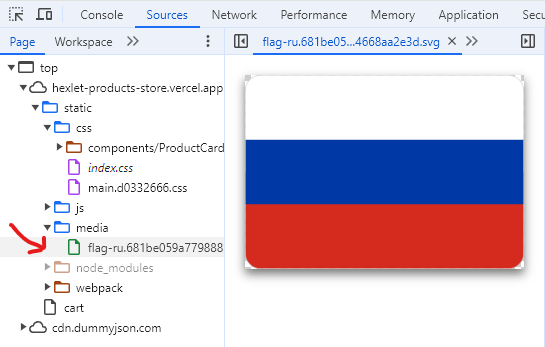 Elements Console Sources Network Performance Memory Application Secu
Page >>
flag-ru.681be05...4668aa2e3d.svg ×
top
hexlet-products-store.vercel.app
static
css
components/ProductCard
index.css
main.d0332666.css
js
media
flag-ru.681be059a779888
node_modules
webpack
cart
cdn.dummyjson.com